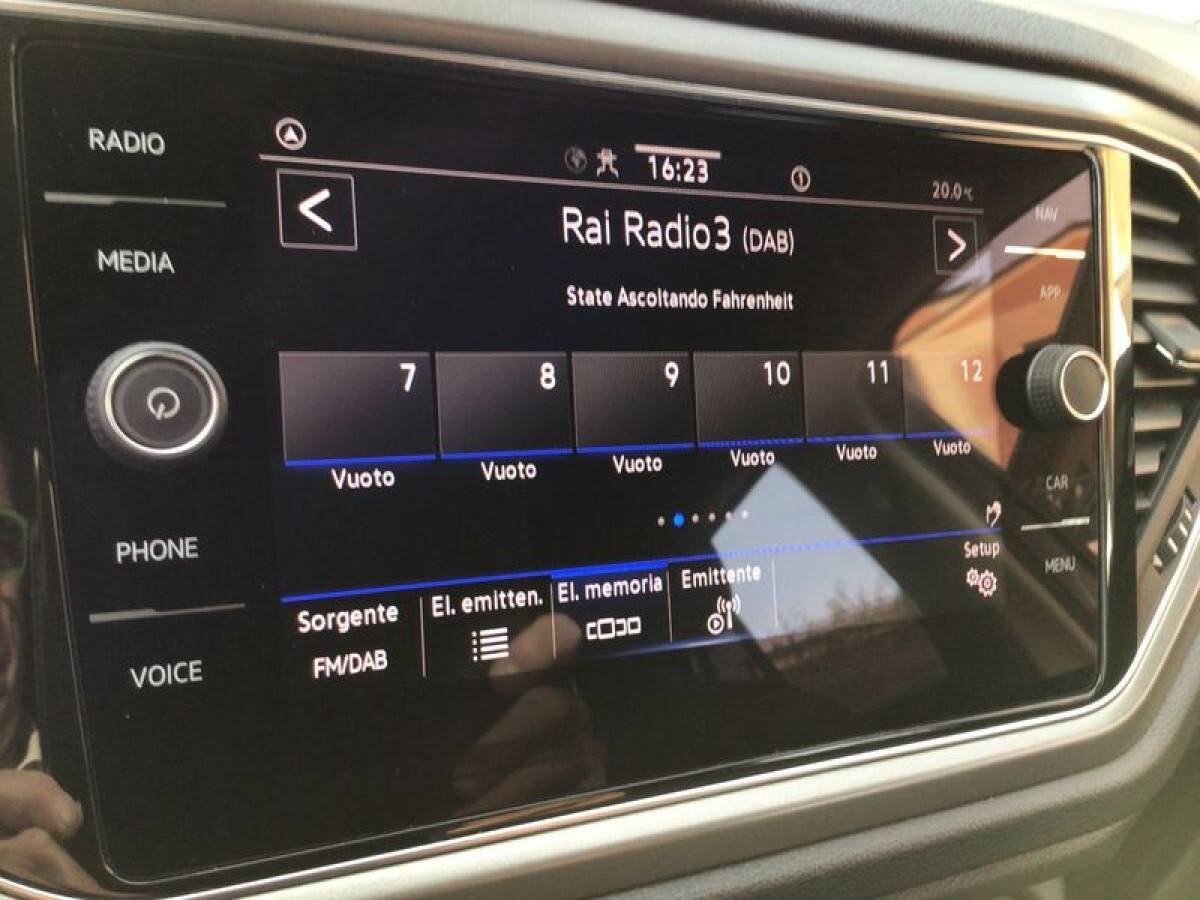 RADIO
MEDIA
PHONE
VOICE
16:23
1
20.0°C
Rai Radio3 (DAB)
State Ascoltando Fahrenheit
7 8 9 10 11 12
Vuoto Vuoto Vuoto Vuoto Vuoto Vuoto
Sorgente
FM/DAB
El. emitten.
El. memoria
Emittente
Setup
NAV
APP
CAR
MENU